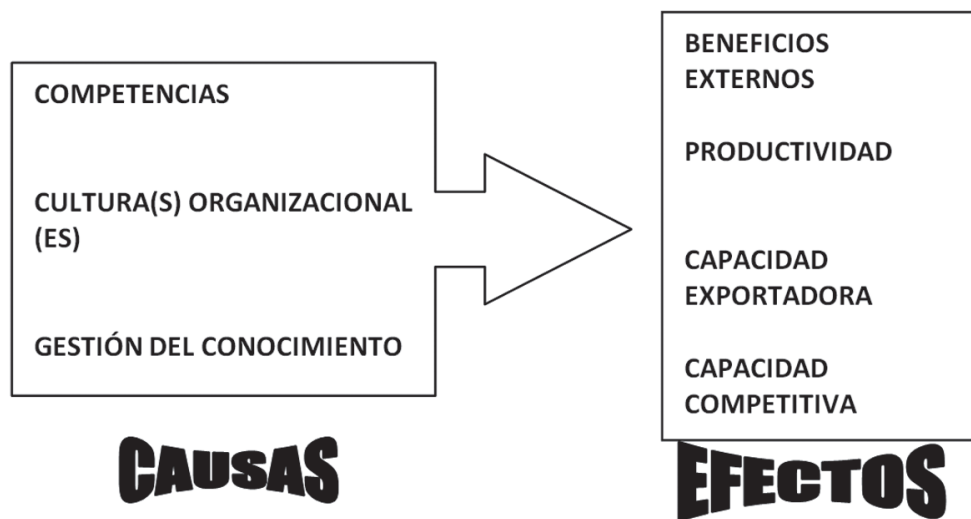 COMPETENCIAS
CULTURA(S) ORGANIZACIONAL
(ES)
GESTIÓN DEL CONOCIMIENTO
CAUSAS
BENEFICIOS
EXTERNOS
PRODUCTIVIDAD
CAPACIDAD
EXPORTADORA
CAPACIDAD
COMPETITIVA
EFECTOS